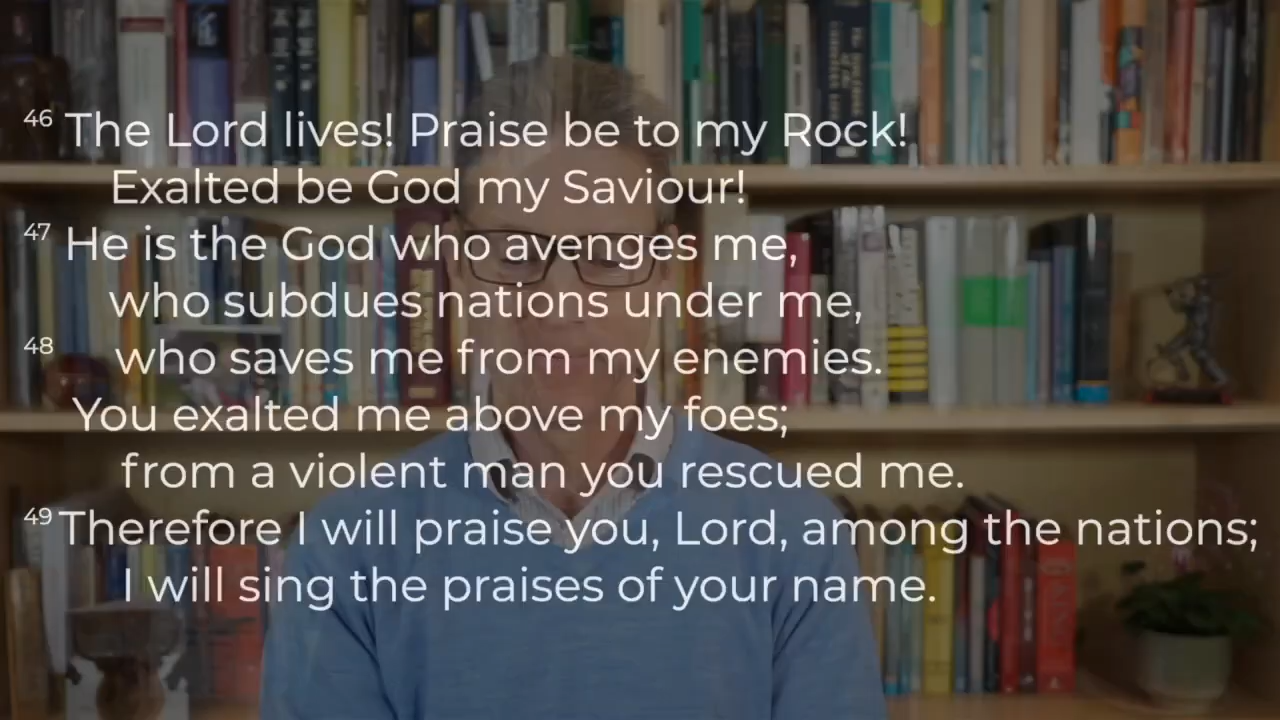 46 The Lord lives! Praise be to my Rock!
Exalted be God my Saviour!
47 He is the God who avenges me,
who subdues nations under me,
48 who saves me from my enemies.
You exalted me above my foes;
from a violent man you rescued me.
49 Therefore I will praise you, Lord, among the nations;
I will sing the praises of your name.